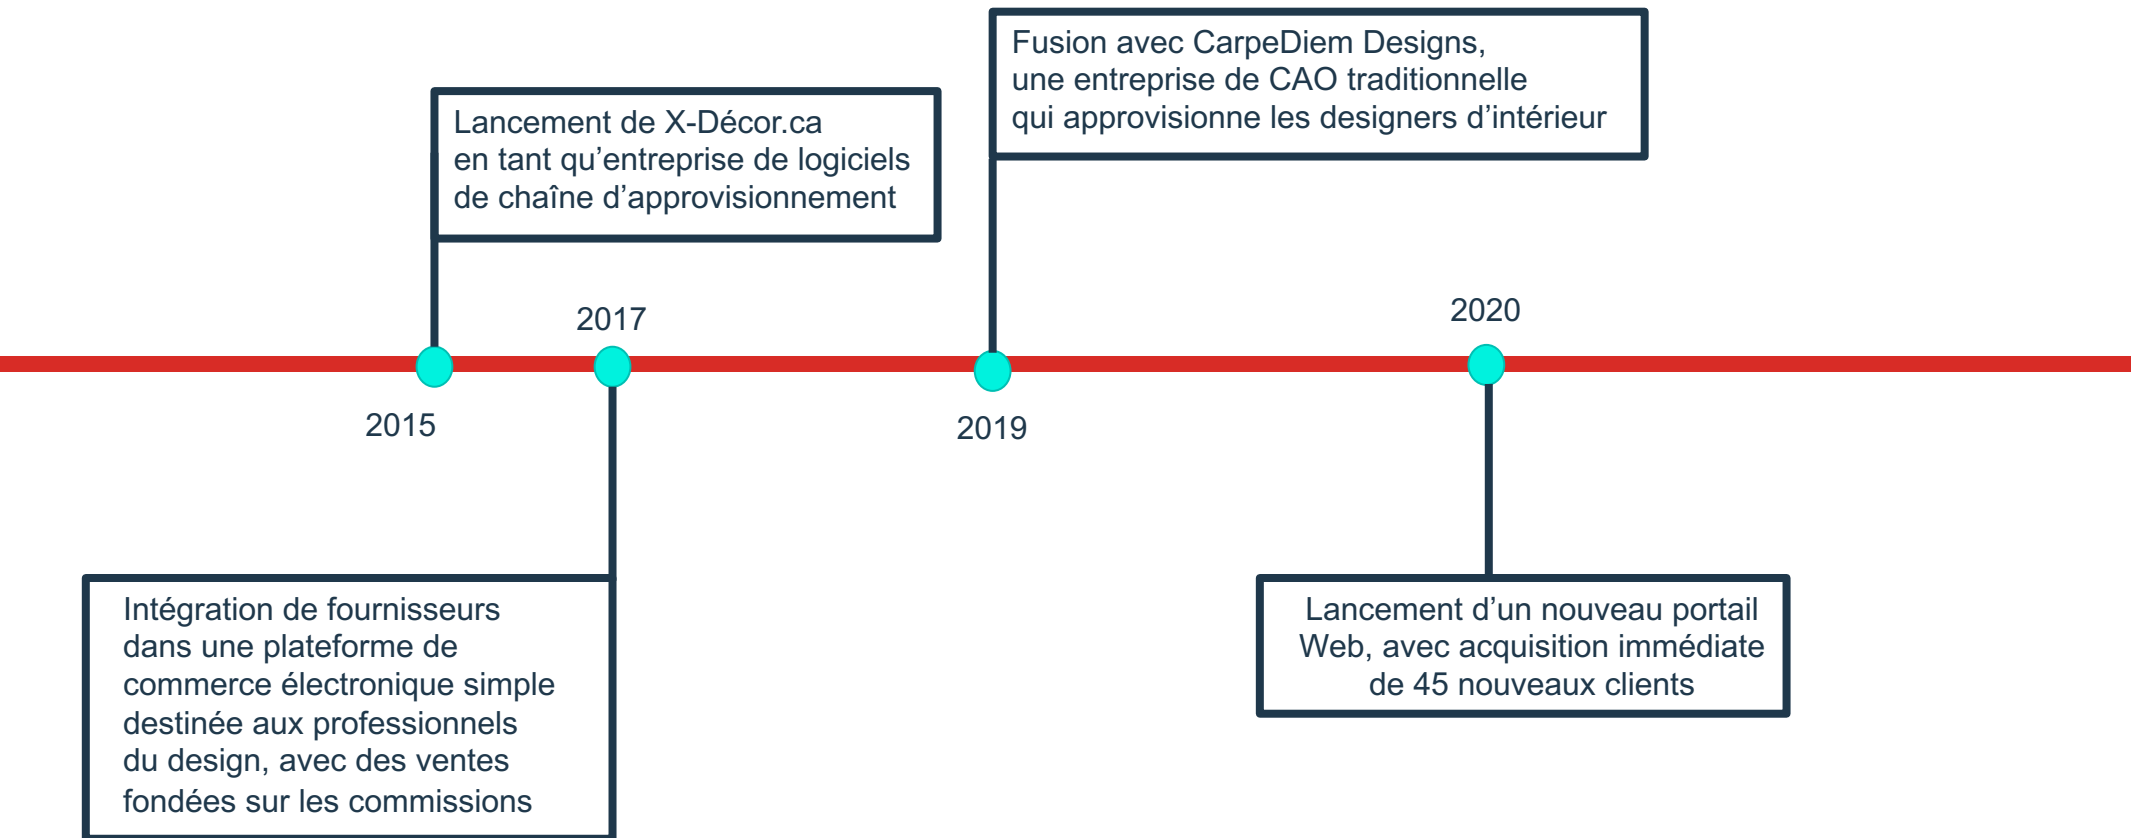 Fusion avec CarpeDiem Designs,
une entreprise de CAO traditionnelle
qui approvisionne les designers d’intérieur
Lancement de X-Décor.ca
en tant qu’entreprise de logiciels
de chaîne d’approvisionnement
2017
2020
2015
2019
Intégration de fournisseurs
dans une plateforme de
commerce électronique simple
destinée aux professionnels
du design, avec des ventes
fondées sur les commissions
Lancement d’un nouveau portail
Web, avec acquisition immédiate
de 45 nouveaux clients